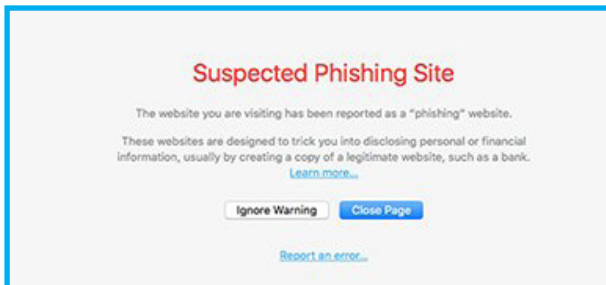 Suspected Phishing Site
The website you are visiting has been reported as a “phishing” website.
These websites are designed to trick you into disclosing personal or financial
information, usually by creating a copy of a legitimate website, such as a bank.
Learn more...
Ignore Warning Close Page
Report an error...